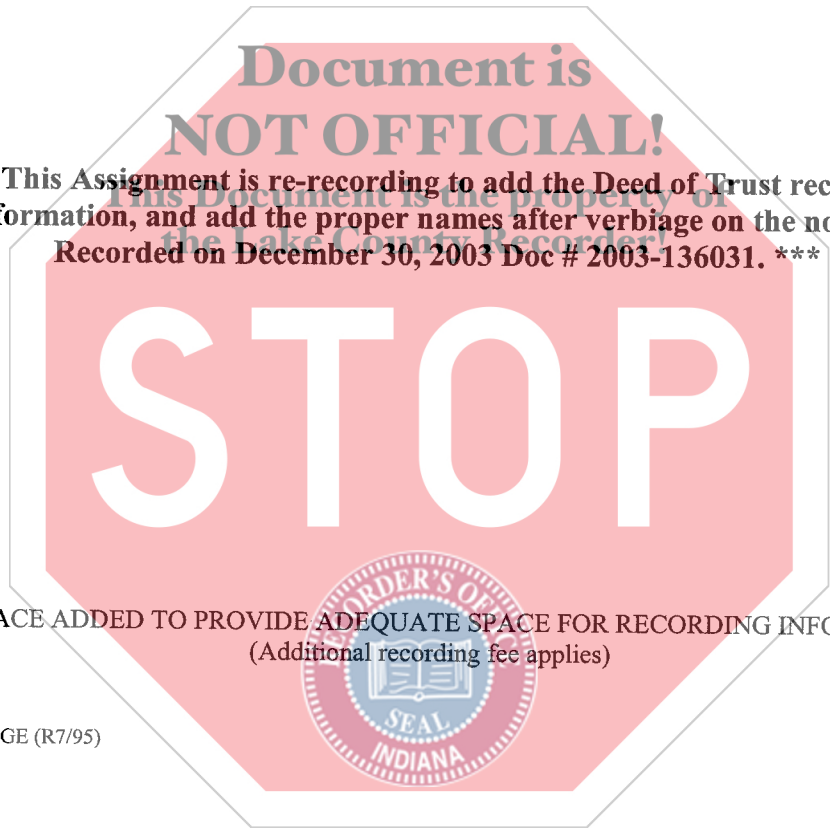 Document is
NOT OFFICIAL!
This Assignment is re-recording to add the Deed of Trust rec
This Document is the property of
formation, and add the proper names after verbiage on the no
the Lake County Recorder!
Recorded on December 30, 2003 Doc # 2003-136031. ***
STOP
ACE ADDED TO PROVIDE ADEQUATE SPACE FOR RECORDING INFO
(Additional recording fee applies)
RECORDER'S OFFICE
SEAL
INDIANA
GE (R7/95)